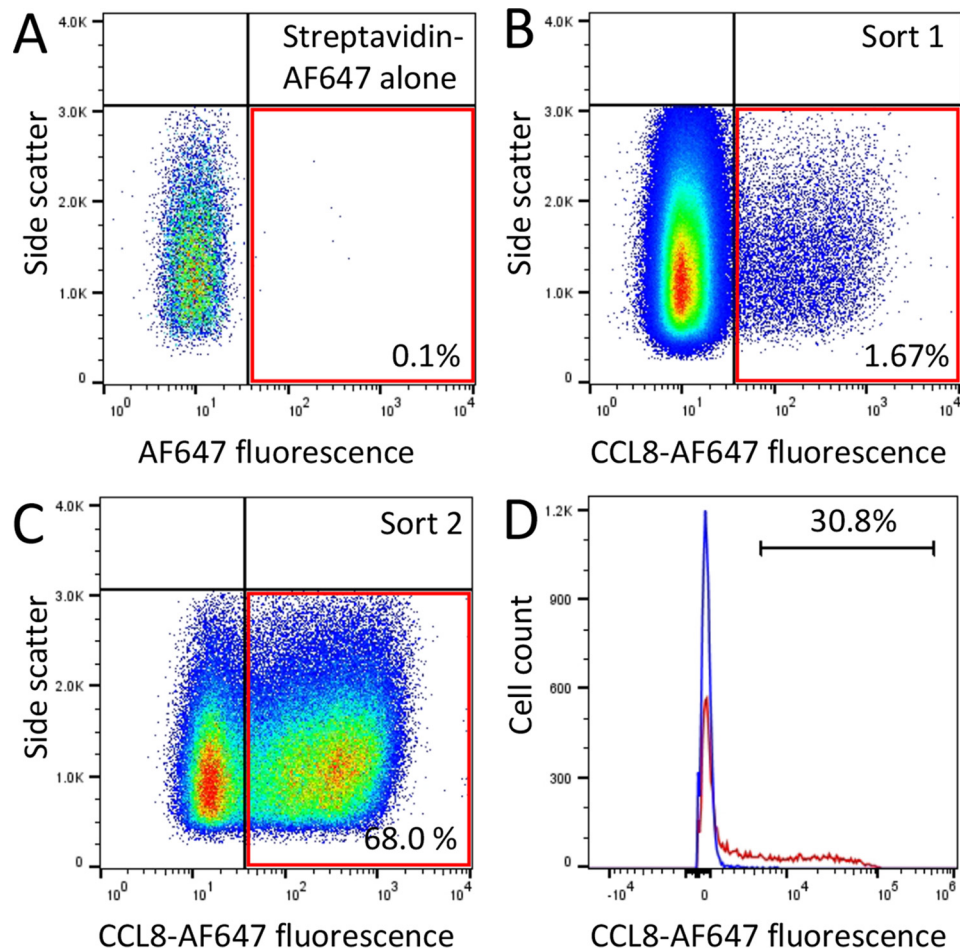 A
Streptavidin-
AF647 alone
4.0K
3.0K
2.0K
1.0K
0
Side scatter
0.1%
10⁰ 10¹ 10² 10³ 10⁴
AF647 fluorescence
B
Sort 1
4.0K
3.0K
2.0K
1.0K
0
Side scatter
1.67%
10⁰ 10¹ 10² 10³ 10⁴
CCL8-AF647 fluorescence
C
Sort 2
4.0K
3.0K
2.0K
1.0K
0
Side scatter
68.0 %
10⁰ 10¹ 10² 10³ 10⁴
CCL8-AF647 fluorescence
D
30.8%
1.2K
900
600
300
0
Cell count
-10⁴ 0 10⁴ 10⁵ 10⁶
CCL8-AF647 fluorescence